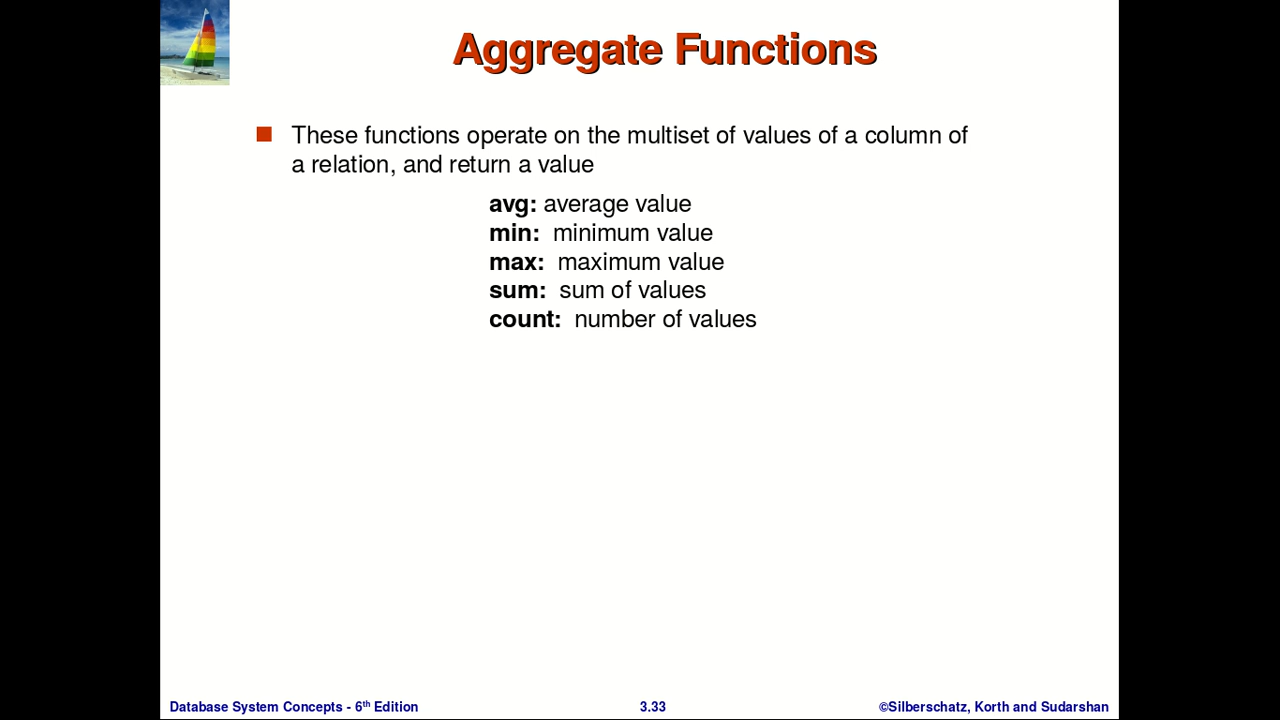 Aggregate Functions
These functions operate on the multiset of values of a column of
a relation, and return a value
avg: average value
min: minimum value
max: maximum value
sum: sum of values
count: number of values
Database System Concepts - 6th Edition
3.33
©Silberschatz, Korth and Sudarshan